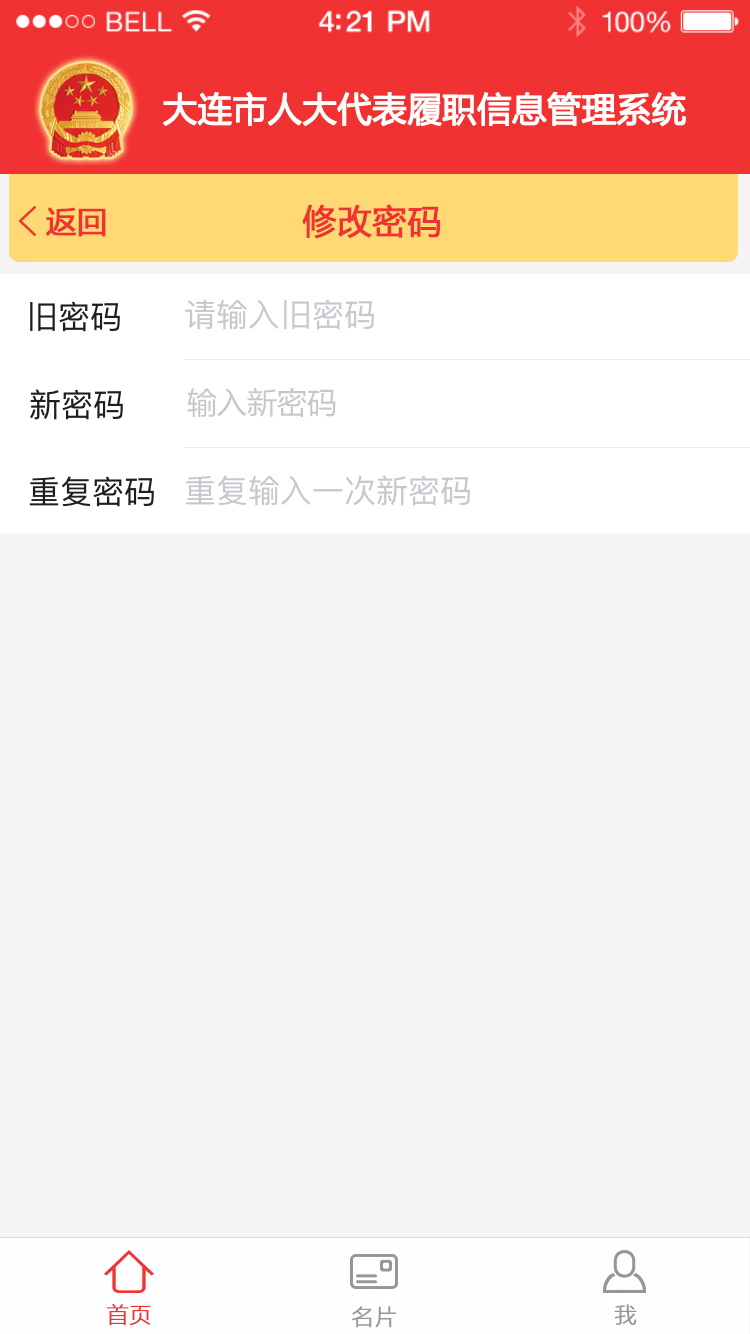 BELL 4:21 PM 100%
大连市人大代表履职信息管理系统
返回 修改密码
旧密码 请输入旧密码
新密码 输入新密码
重复密码 重复输入一次新密码
首页 名片 我